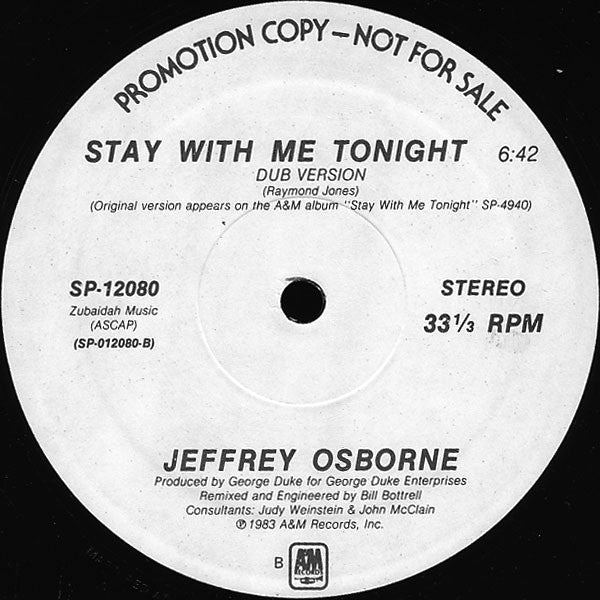 PROMOTION COPY—NOT FOR SALE
STAY WITH ME TONIGHT 6:42
DUB VERSION
(Raymond Jones)
(Original version appears on the A&M album "Stay With Me Tonight" SP-4940)
SP-12080
Zubaidah Music
(ASCAP)
(SP-012080-B)
STEREO
33⅓ RPM
JEFFREY OSBORNE
Produced by George Duke for George Duke Enterprises
Remixed and Engineered by Bill Bottrell
Consultants: Judy Weinstein & John McClain
℗ 1983 A&M Records, Inc.
B A&M
RECORDS